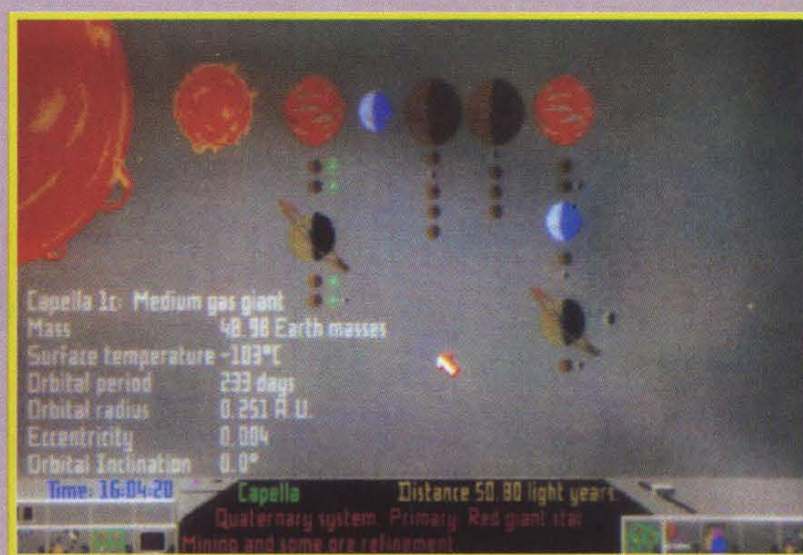 Capella 1c: Medium gas giant
Mass 40.98 Earth masses
Surface temperature -103°C
Orbital period 233 days
Orbital radius 0.251 A.U.
Eccentricity 0.004
Orbital Inclination 0.0°
Time: 16:04:20 Capella Distance 50.80 light years
Quaternary system. Primary: Red giant star
Mining and some ore refinement